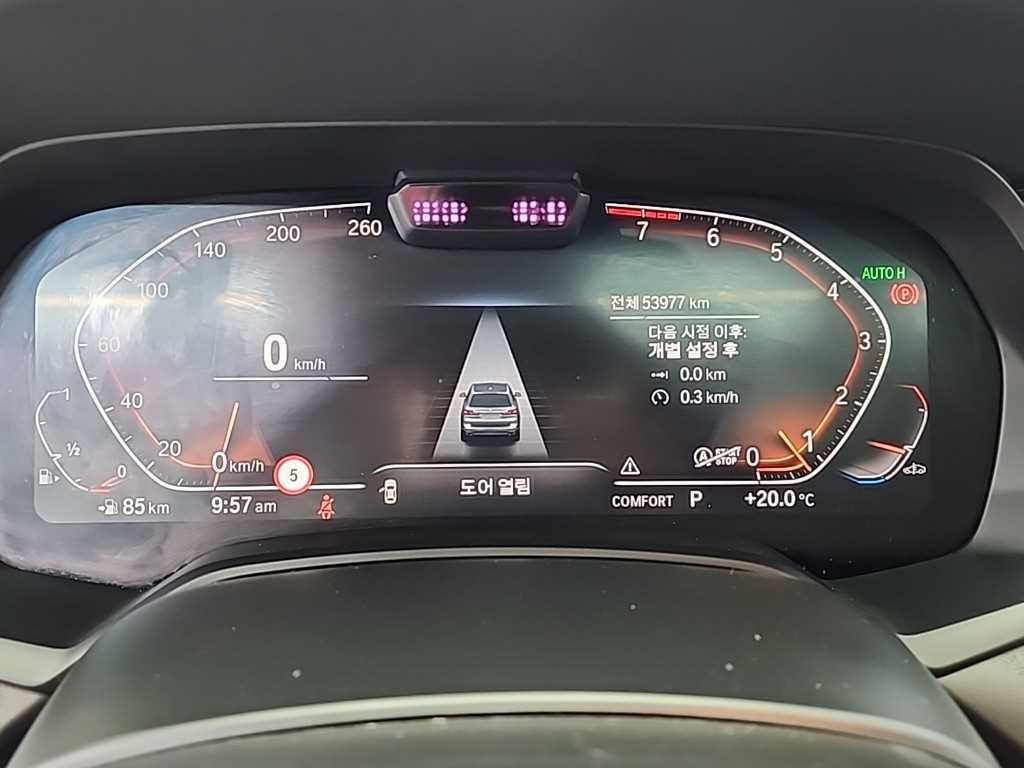 260
200
140
100
60
40
20
0 km/h
0 km/h
5
1
½
0
85 km
9:57 am
도어 열림
7
6
5
4
3
2
1
0
AUTO H
P
전체 53977 km
다음 시점 이후:
개별 설정 후
0.0 km
0.3 km/h
A START
STOP
COMFORT P
+20.0 °C